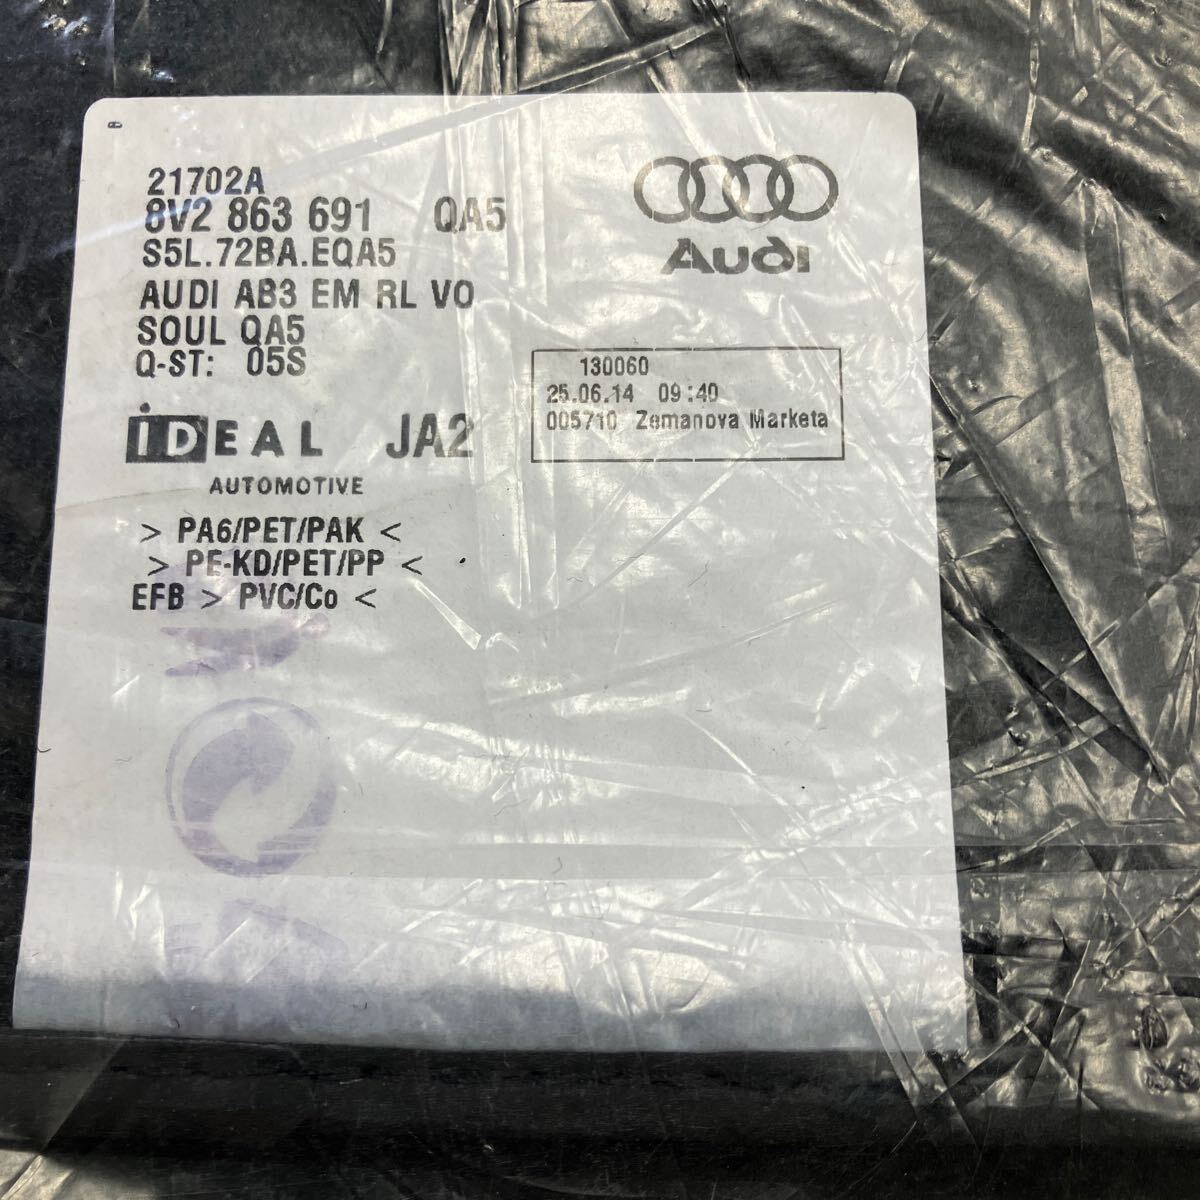 21702A
8V2 863 691 QA5
S5L.72BA.EQA5
AUDI AB3 EM RL VO
SOUL QA5
Q-ST: 05S
Audi
130060
25.06.14 09:40
005710 Zemanova Marketa
iDEAL JA2
AUTOMOTIVE
> PA6/PET/PAK <
> PE-KD/PET/PP <
EFB > PVC/Co <